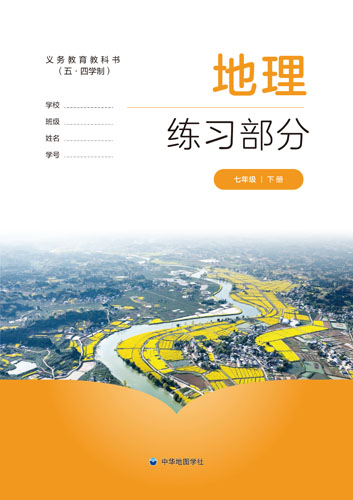 义务教育教科书
（五·四学制）
学校
班级
姓名
学号
地理
练习部分
七年级 | 下册
中华地图学社